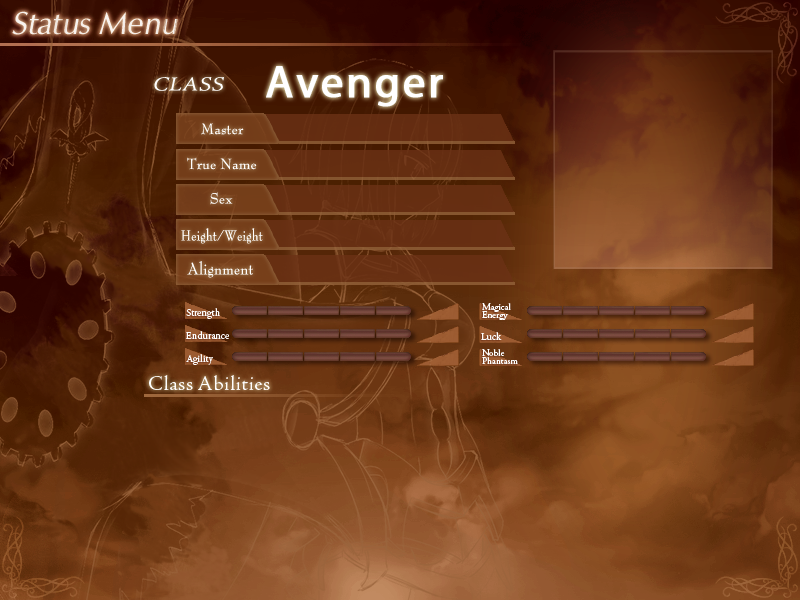 Status Menu
CLASS Avenger
Master
True Name
Sex
Height/Weight
Alignment
Strength
Endurance
Agility
Magical
Energy
Luck
Noble
Phantasm
Class Abilities